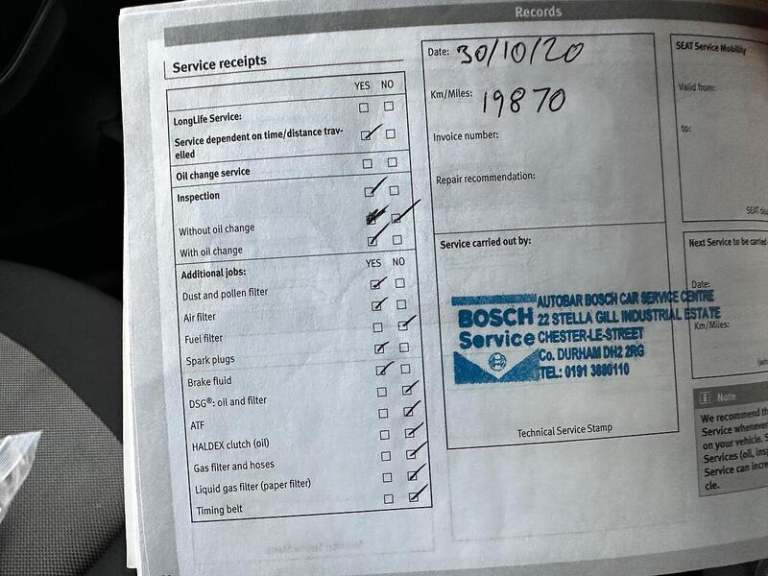 Records
Service receipts
YES NO
LongLife Service:
Service dependent on time/distance trav-
elled
Oil change service
Inspection
Without oil change
With oil change
Additional jobs:
YES NO
Dust and pollen filter
Air filter
Fuel filter
Spark plugs
Brake fluid
DSG®: oil and filter
ATF
HALDEX clutch (oil)
Gas filter and hoses
Liquid gas filter (paper filter)
Timing belt
Date: 30/10/20
Km/Miles: 19870
Invoice number:
Repair recommendation:
Service carried out by:
BOSCH
Service
AUTOBAR BOSCH CAR SERVICE CENTRE
22 STELLA GILL INDUSTRIAL ESTATE
CHESTER-LE-STREET
Co. DURHAM DH2 2RG
TEL: 0191 3880110
Technical Service Stamp
SEAT Service Mobility
Valid from:
to:
SEAT
Next Service to be carried
Date:
Km/Miles:
Note
We recommend th
Service whenever
on your vehicle. S
Services (oil, insp
Service can incre
cle.